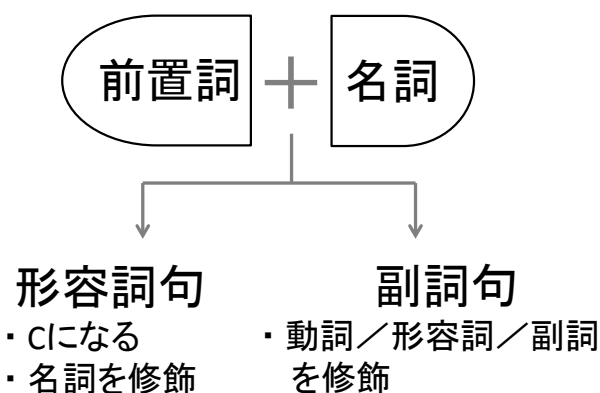 前置詞 + 名詞
形容詞句
・Cになる
・名詞を修飾
副詞句
・動詞／形容詞／副詞
を修飾